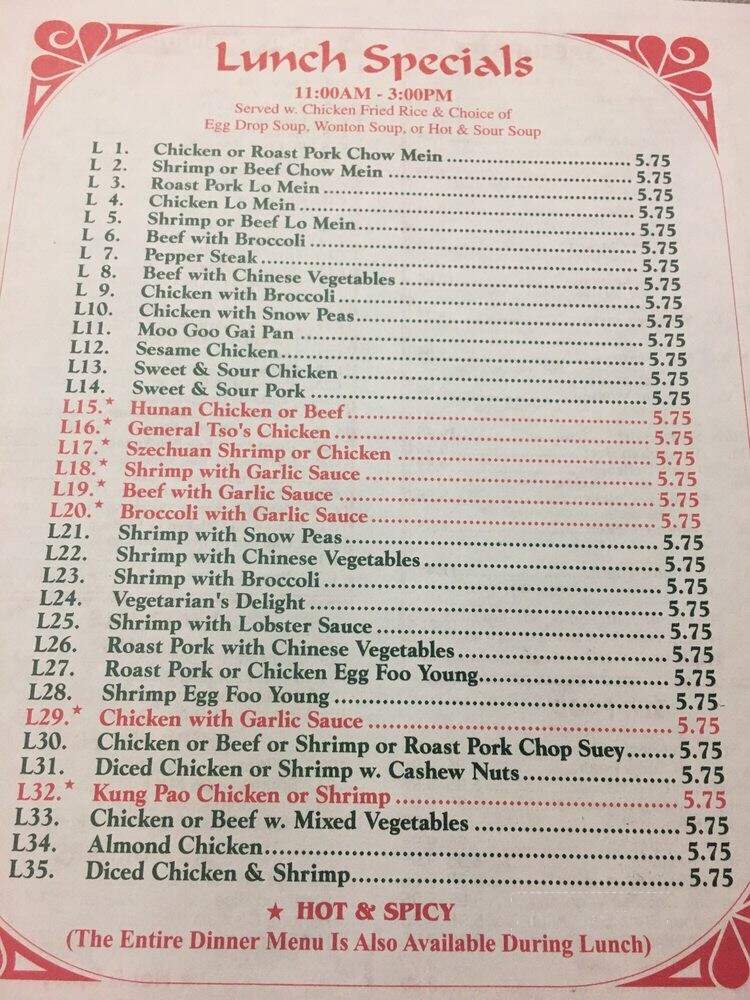 Lunch Specials
11:00AM - 3:00PM
Served w. Chicken Fried Rice & Choice of
Egg Drop Soup, Wonton Soup, or Hot & Sour Soup
L 1. Chicken or Roast Pork Chow Mein 5.75
L 2. Shrimp or Beef Chow Mein 5.75
L 3. Roast Pork Lo Mein 5.75
L 4. Chicken Lo Mein 5.75
L 5. Shrimp or Beef Lo Mein 5.75
L 6. Beef with Broccoli 5.75
L 7. Pepper Steak 5.75
L 8. Beef with Chinese Vegetables 5.75
L 9. Chicken with Broccoli 5.75
L10. Chicken with Snow Peas 5.75
L11. Moo Goo Gai Pan 5.75
L12. Sesame Chicken 5.75
L13. Sweet & Sour Chicken 5.75
L14. Sweet & Sour Pork 5.75
L15.★ Hunan Chicken or Beef 5.75
L16.★ General Tso's Chicken 5.75
L17.★ Szechuan Shrimp or Chicken 5.75
L18.★ Shrimp with Garlic Sauce 5.75
L19.★ Beef with Garlic Sauce 5.75
L20.★ Broccoli with Garlic Sauce 5.75
L21. Shrimp with Snow Peas 5.75
L22. Shrimp with Chinese Vegetables 5.75
L23. Shrimp with Broccoli 5.75
L24. Vegetarian's Delight 5.75
L25. Shrimp with Lobster Sauce 5.75
L26. Roast Pork with Chinese Vegetables 5.75
L27. Roast Pork or Chicken Egg Foo Young 5.75
L28. Shrimp Egg Foo Young 5.75
L29.★ Chicken with Garlic Sauce 5.75
L30. Chicken or Beef or Shrimp or Roast Pork Chop Suey 5.75
L31. Diced Chicken or Shrimp w. Cashew Nuts 5.75
L32.★ Kung Pao Chicken or Shrimp 5.75
L33. Chicken or Beef w. Mixed Vegetables 5.75
L34. Almond Chicken 5.75
L35. Diced Chicken & Shrimp 5.75
★ HOT & SPICY
(The Entire Dinner Menu Is Also Available During Lunch)